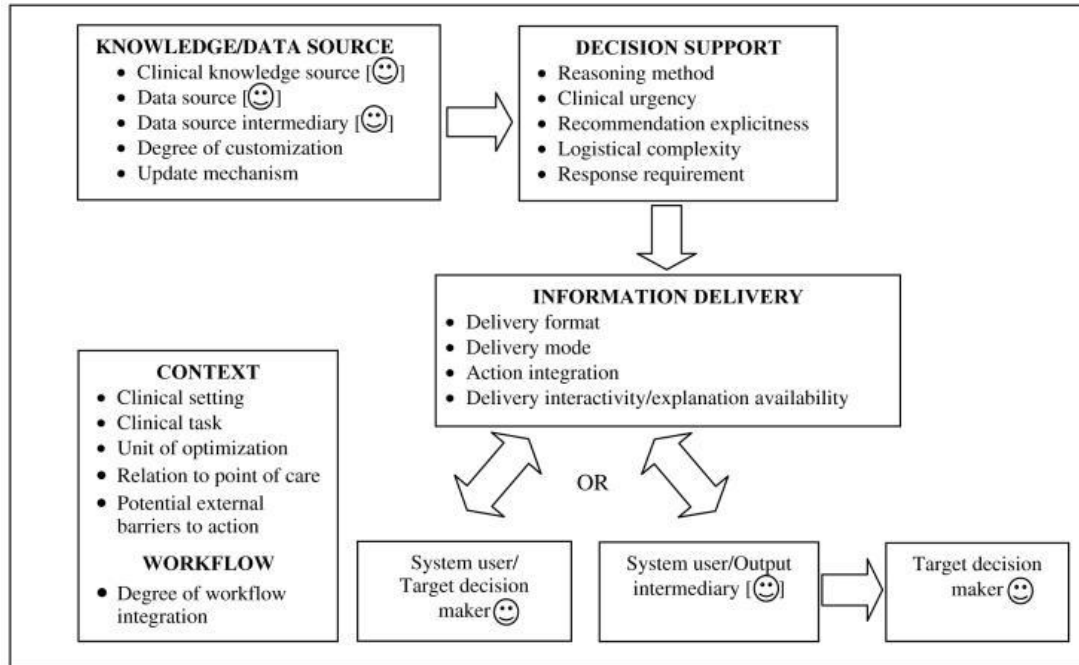 KNOWLEDGE/DATA SOURCE
• Clinical knowledge source [☺]
• Data source [☺]
• Data source intermediary [☺]
• Degree of customization
• Update mechanism
DECISION SUPPORT
• Reasoning method
• Clinical urgency
• Recommendation explicitness
• Logistical complexity
• Response requirement
INFORMATION DELIVERY
• Delivery format
• Delivery mode
• Action integration
• Delivery interactivity/explanation availability
CONTEXT
• Clinical setting
• Clinical task
• Unit of optimization
• Relation to point of care
• Potential external
barriers to action
WORKFLOW
• Degree of workflow
integration
OR
System user/
Target decision
maker ☺
System user/Output
intermediary [☺]
Target decision
maker ☺